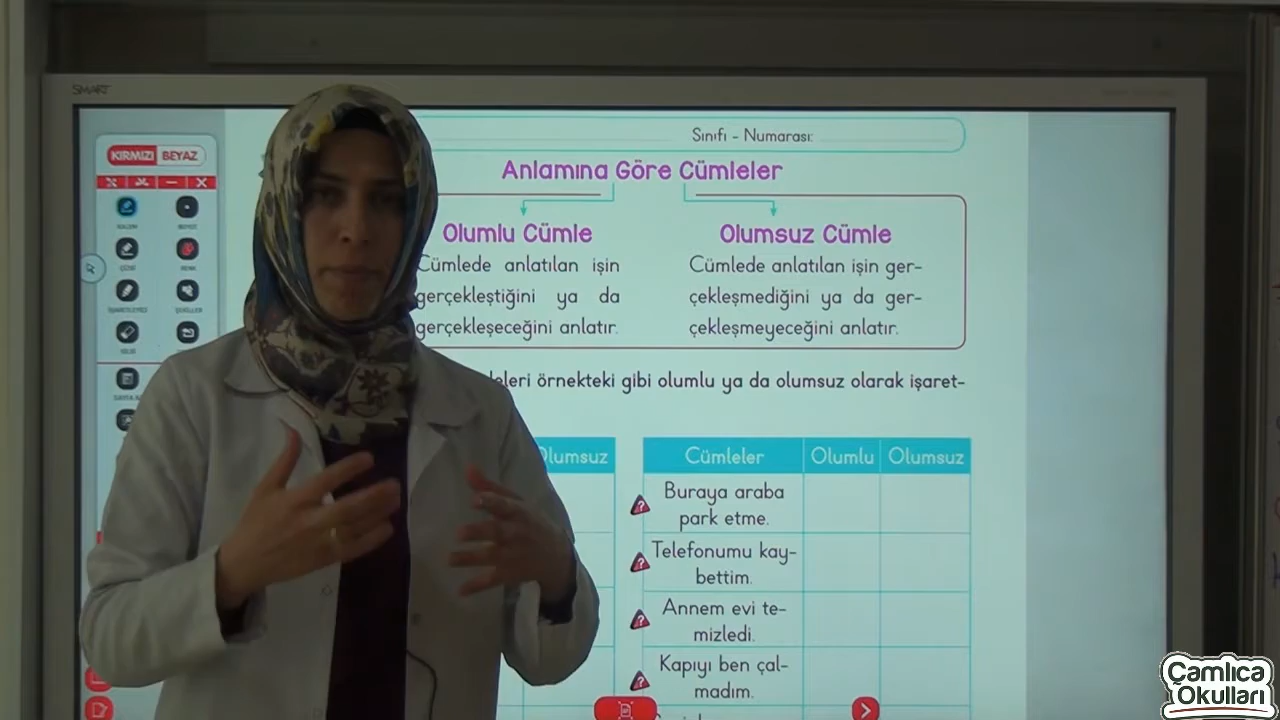 SMART
Sınıfı - Numarası:
KIRMIZI BEYAZ
Anlamına Göre Cümleler
Olumlu Cümle
Cümlede anlatılan işin
gerçekleştiğini ya da
gerçekleşeceğini anlatır.
Olumsuz Cümle
Cümlede anlatılan işin ger-
çekleşmediğini ya da ger-
çekleşmeyeceğini anlatır.
örnekteki gibi olumlu ya da olumsuz olarak işaret-
Olumsuz
Cümleler Olumlu Olumsuz
Buraya araba
park etme.
Telefonumu kay-
bettim.
Annem evi te-
mizledi.
Kapıyı ben çal-
madım.
Çamlıca
Okulları